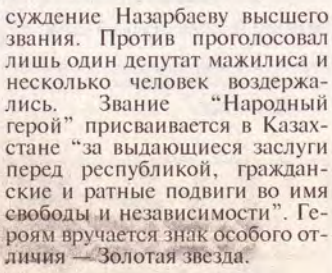 суждение Назарбаеву высшего
звания. Против проголосовал
лишь один депутат мажилиса и
несколько человек воздержа-
лись. Звание “Народный
герой” присваивается в Казах-
стане “за выдающиеся заслуги
перед республикой, граждан-
ские и ратные подвиги во имя
свободы и независимости”. Ге-
роям вручается знак особого от-
личия — Золотая звезда.